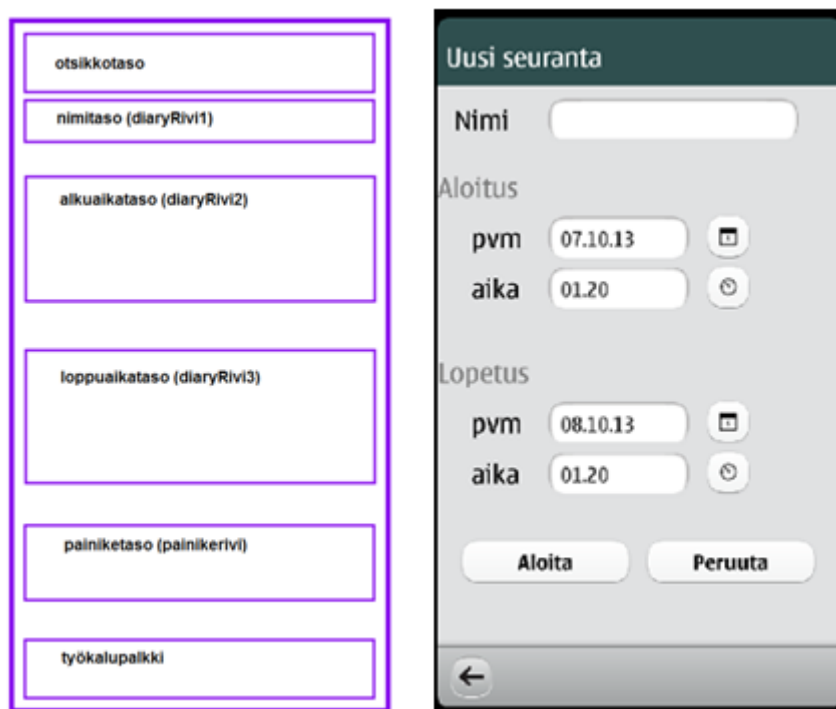 otsikkotaso
nimitaso (diaryRivi1)
alkuaikataso (diaryRivi2)
loppuaikataso (diaryRivi3)
painiketaso (painikerivi)
työkalupalkki
Uusi seuranta
Nimi
Aloitus
pvm 07.10.13
aika 01.20
Lopetus
pvm 08.10.13
aika 01.20
Aloita Peruuta